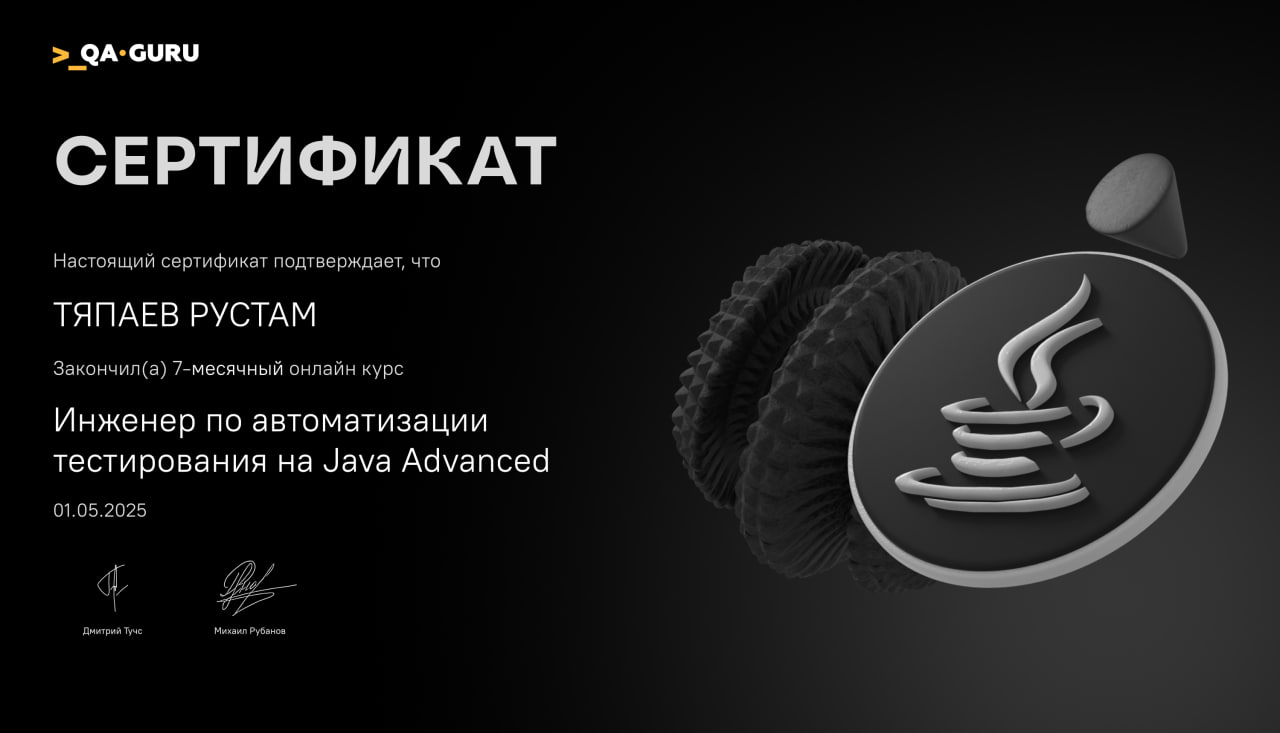 >_QA·GURU
СЕРТИФИКАТ
Настоящий сертификат подтверждает, что
ТЯПАЕВ РУСТАМ
Закончил(а) 7-месячный онлайн курс
Инженер по автоматизации
тестирования на Java Advanced
01.05.2025
Дмитрий Тучс
Михаил Рубанов